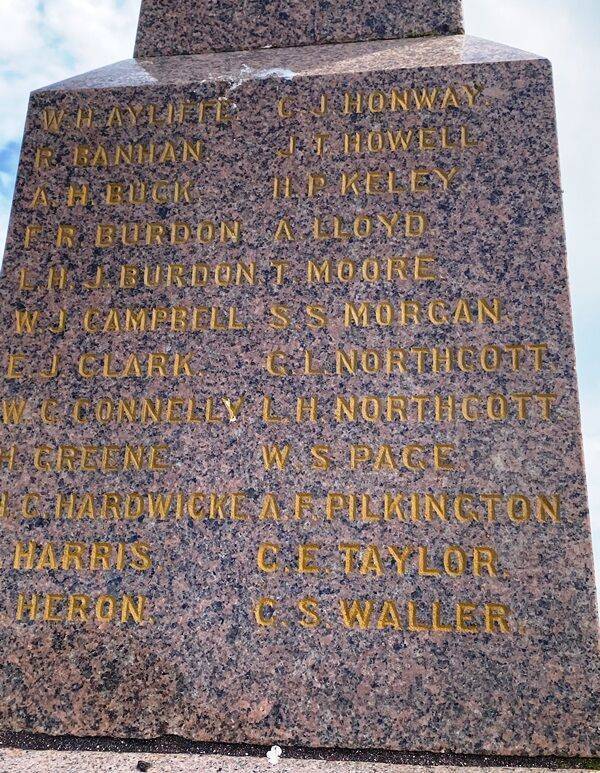 W. H. AYLIFFE
R. BANHAN
A. H. BUCK
F. R. BURDON
L. H. J. BURDON
W. J. CAMPBELL
E. J. CLARK.
W. C. CONNELLY
H. GREENE
H. C. HARDWICKE
HARRIS.
HERON.
C. J. HONWAY.
J. T. HOWELL
H. P. KELEY
A. LLOYD
T. MOORE.
S. S. MORGAN.
C. L. NORTHCOTT.
L. H. NORTHCOTT
W. S. PAGE.
A. F. PILKINGTON
C. E. TAYLOR.
C. S. WALLER.